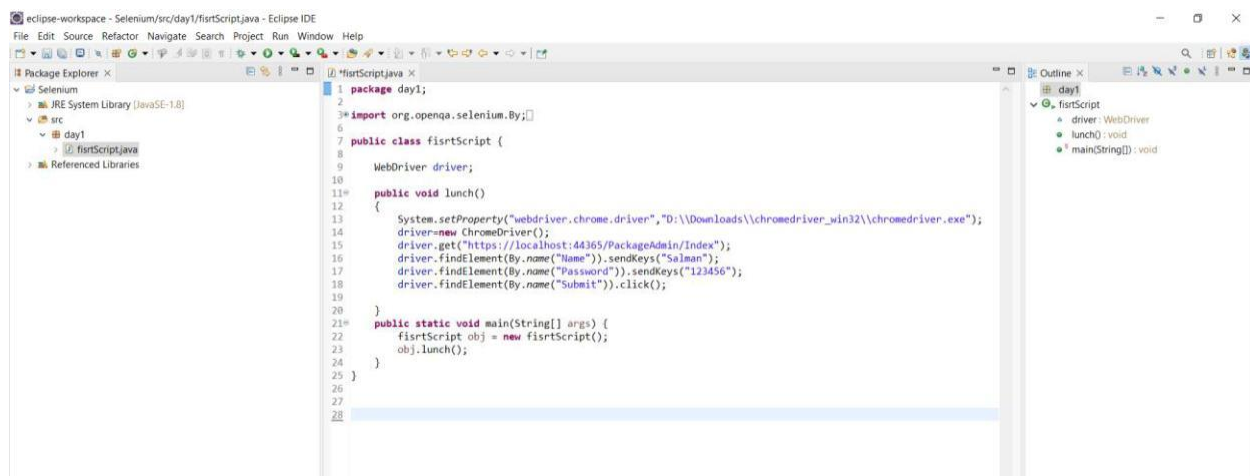 eclipse-workspace - Selenium/src/day1/fisrtScript.java - Eclipse IDE
File Edit Source Refactor Navigate Search Project Run Window Help
Package Explorer
Selenium
JRE System Library [JavaSE-1.8]
src
day1
fisrtScript.java
Referenced Libraries
*fisrtScript.java
1 package day1;
2
3 import org.openqa.selenium.By;
6
7 public class fisrtScript {
8
9 WebDriver driver;
10
11 public void lunch()
12 {
13 System.setProperty("webdriver.chrome.driver","D:\\Downloads\\chromedriver_win32\\chromedriver.exe");
14 driver=new ChromeDriver();
15 driver.get("https://localhost:44365/PackageAdmin/Index");
16 driver.findElement(By.name("Name")).sendKeys("Salman");
17 driver.findElement(By.name("Password")).sendKeys("123456");
18 driver.findElement(By.name("Submit")).click();
19
20 }
21 public static void main(String[] args) {
22 fisrtScript obj = new fisrtScript();
23 obj.lunch();
24 }
25 }
26
27
28
Outline
day1
fisrtScript
driver : WebDriver
lunch() : void
main(String[]) : void